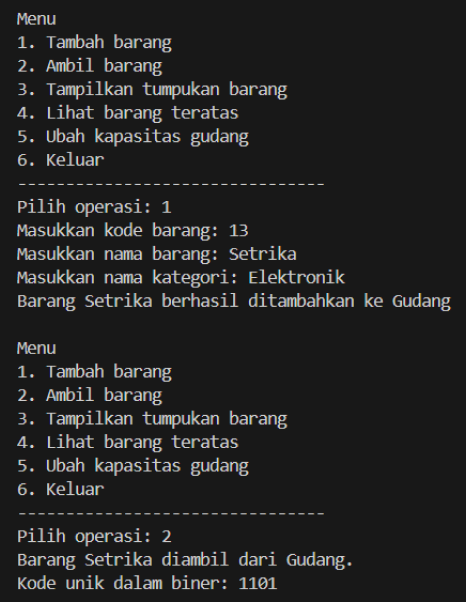 Menu
1. Tambah barang
2. Ambil barang
3. Tampilkan tumpukan barang
4. Lihat barang teratas
5. Ubah kapasitas gudang
6. Keluar
--------------------------------
Pilih operasi: 1
Masukkan kode barang: 13
Masukkan nama barang: Setrika
Masukkan nama kategori: Elektronik
Barang Setrika berhasil ditambahkan ke Gudang

Menu
1. Tambah barang
2. Ambil barang
3. Tampilkan tumpukan barang
4. Lihat barang teratas
5. Ubah kapasitas gudang
6. Keluar
--------------------------------
Pilih operasi: 2
Barang Setrika diambil dari Gudang.
Kode unik dalam biner: 1101